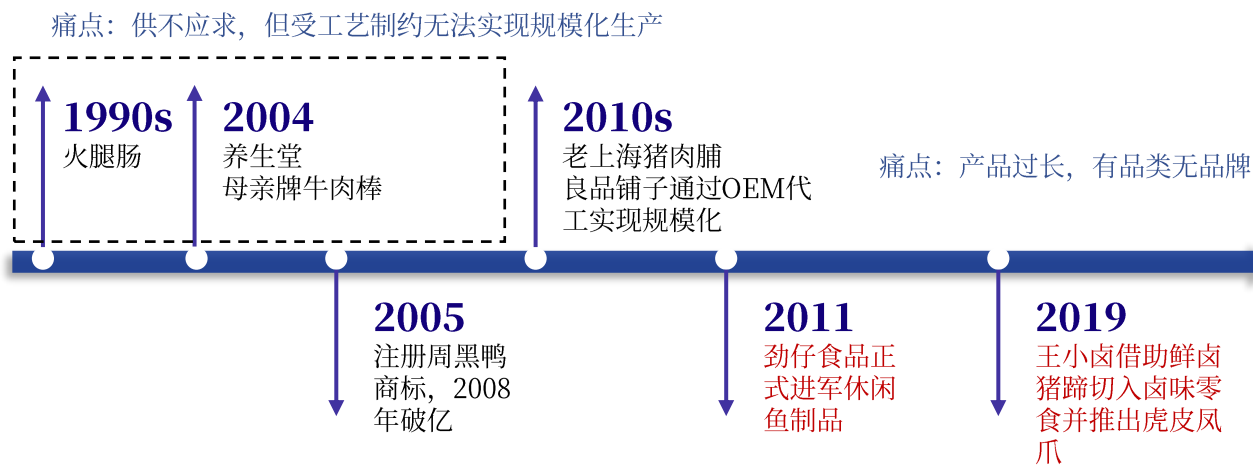 痛点：供不应求，但受工艺制约无法实现规模化生产
1990s
火腿肠
2004
养生堂
母亲牌牛肉棒
2010s
老上海猪肉脯
良品铺子通过OEM代
工实现规模化
痛点：产品过长，有品类无品牌
2005
注册周黑鸭
商标，2008
年破亿
2011
劲仔食品正
式进军休闲
鱼制品
2019
王小卤借助鲜卤
猪蹄切入卤味零
食并推出虎皮凤
爪